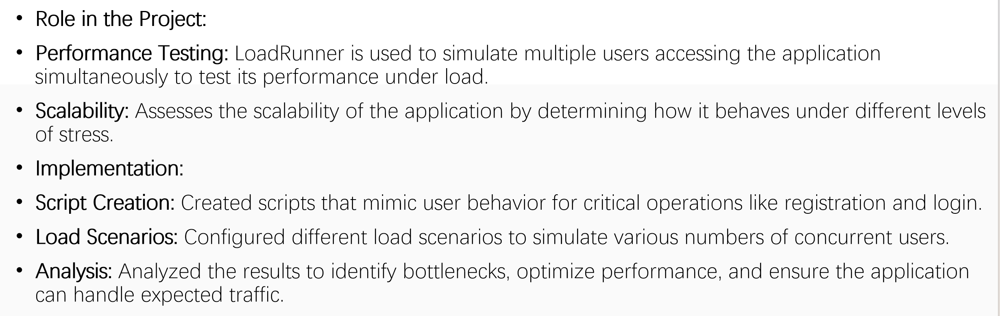 • Role in the Project:
• Performance Testing: LoadRunner is used to simulate multiple users accessing the application
simultaneously to test its performance under load.
• Scalability: Assesses the scalability of the application by determining how it behaves under different levels
of stress.
• Implementation:
• Script Creation: Created scripts that mimic user behavior for critical operations like registration and login.
• Load Scenarios: Configured different load scenarios to simulate various numbers of concurrent users.
• Analysis: Analyzed the results to identify bottlenecks, optimize performance, and ensure the application
can handle expected traffic.